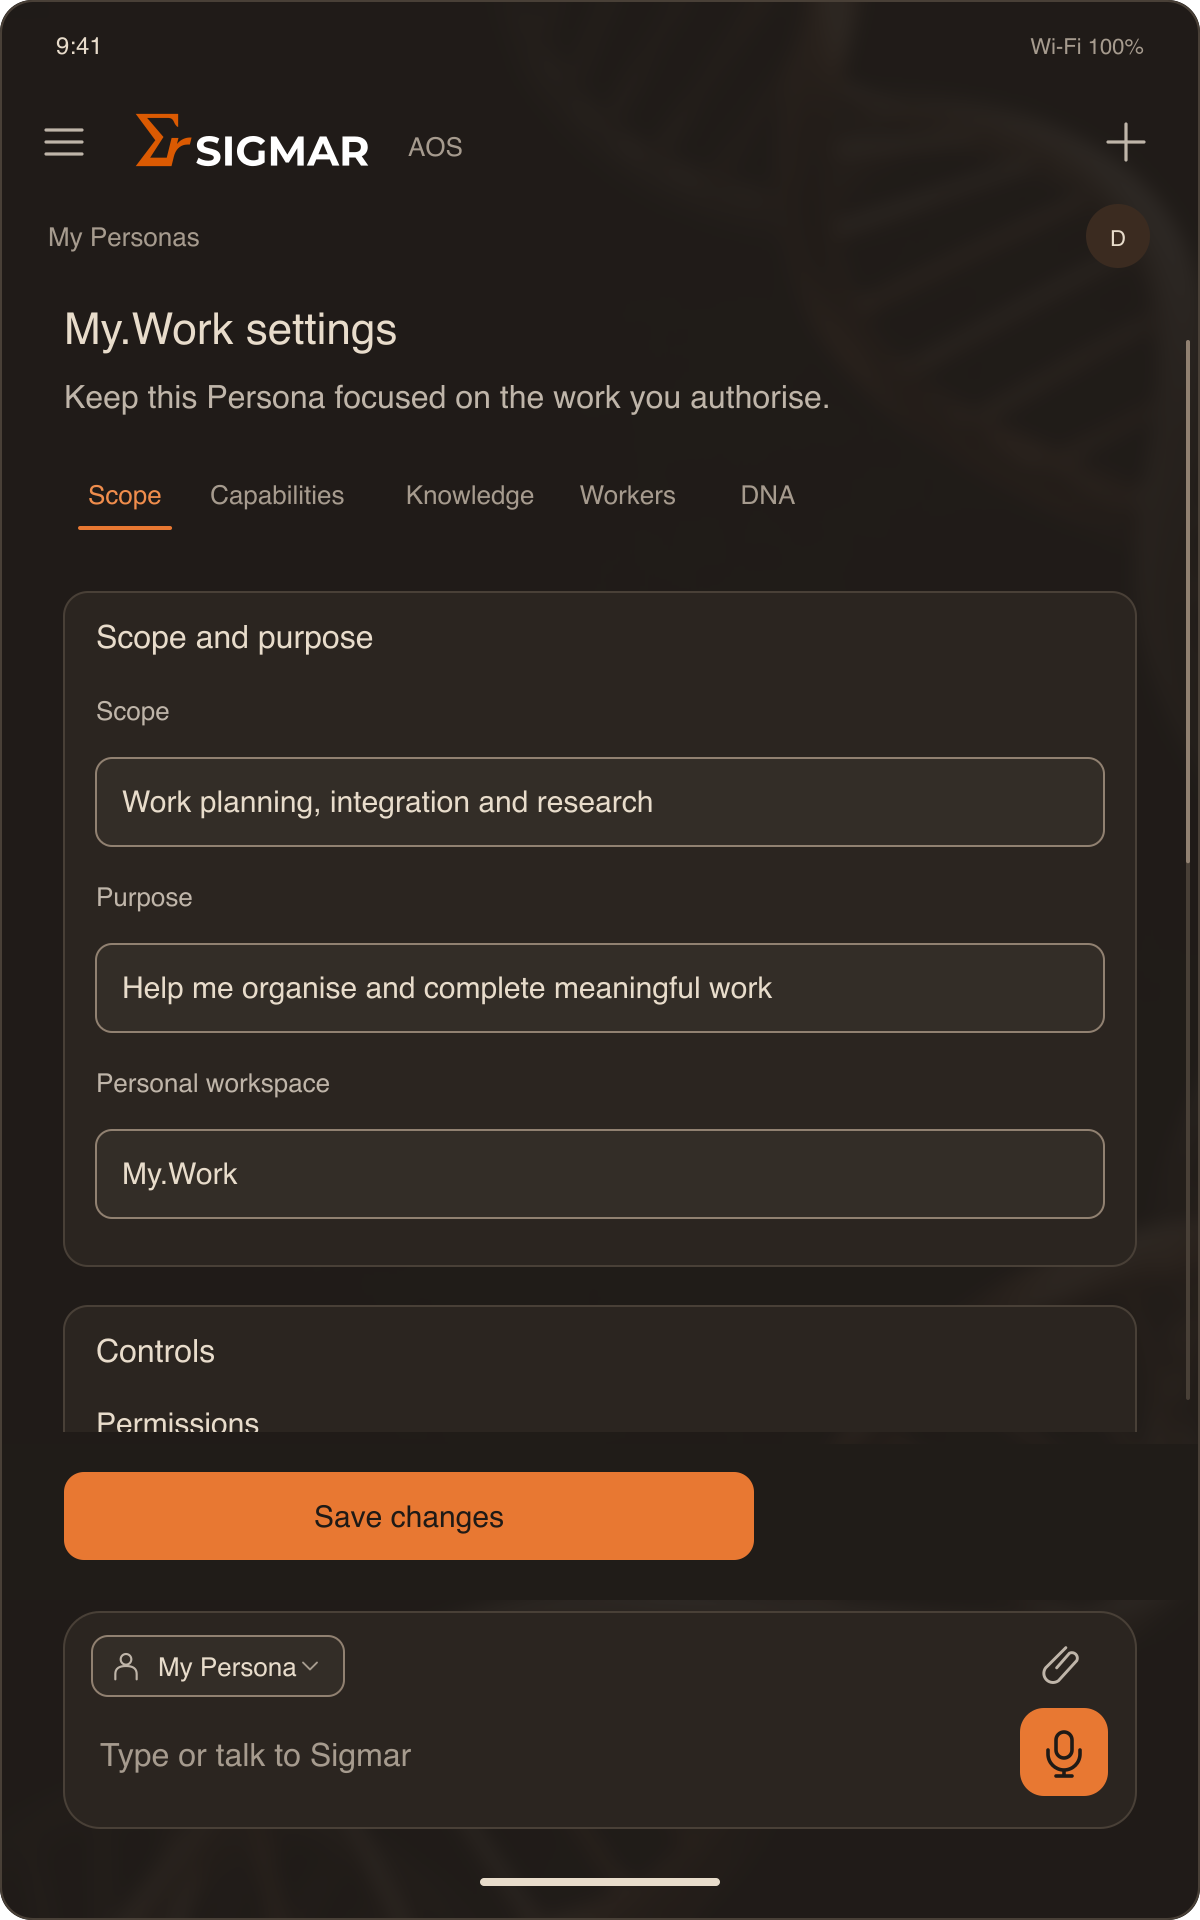 9:41
Wi-Fi 100%
Σr SIGMAR AOS
My Personas
D
My.Work settings
Keep this Persona focused on the work you authorise.
Scope Capabilities Knowledge Workers DNA
Scope and purpose
Scope
Work planning, integration and research
Purpose
Help me organise and complete meaningful work
Personal workspace
My.Work
Controls
Permissions
Save changes
My Persona
Type or talk to Sigmar